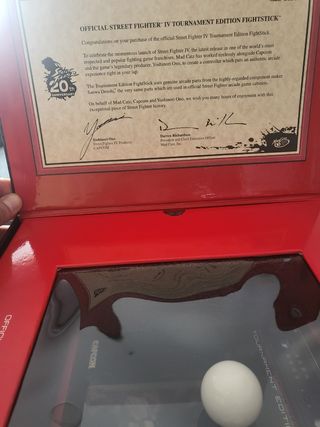 OFFICIAL STREET FIGHTER IV TOURNAMENT EDITION FIGHTSTICK
Congratulations on your purchase of the official Street Fighter IV Tournament Edition FightStick.
To celebrate the momentous launch of Street Fighter IV, the latest release in one of the world's most
respected and popular fighting game franchises, Mad Catz has worked tirelessly alongside Capcom
and the game's legendary producer, Yoshinori Ono, to create a controller which puts an authentic arcade
experience right in your lap.
The Tournament Edition FightStick uses genuine arcade parts from the highly-regarded component maker
Sanwa Denshi, the very same parts which are used in official Street Fighter arcade game cabinets.
On behalf of Mad Catz, Capcom and Yoshinori Ono, we wish you many hours of enjoyment with this
exceptional piece of Street Fighter history.
20TH
ANNIVERSARY
Yoshinori Ono
Street Fighter IV Producer
CAPCOM
Darren Richardson
President and Chief Executive Officer
Mad Catz, Inc.
OFFIC
CAPCOM
TOURNAMENT EDITI